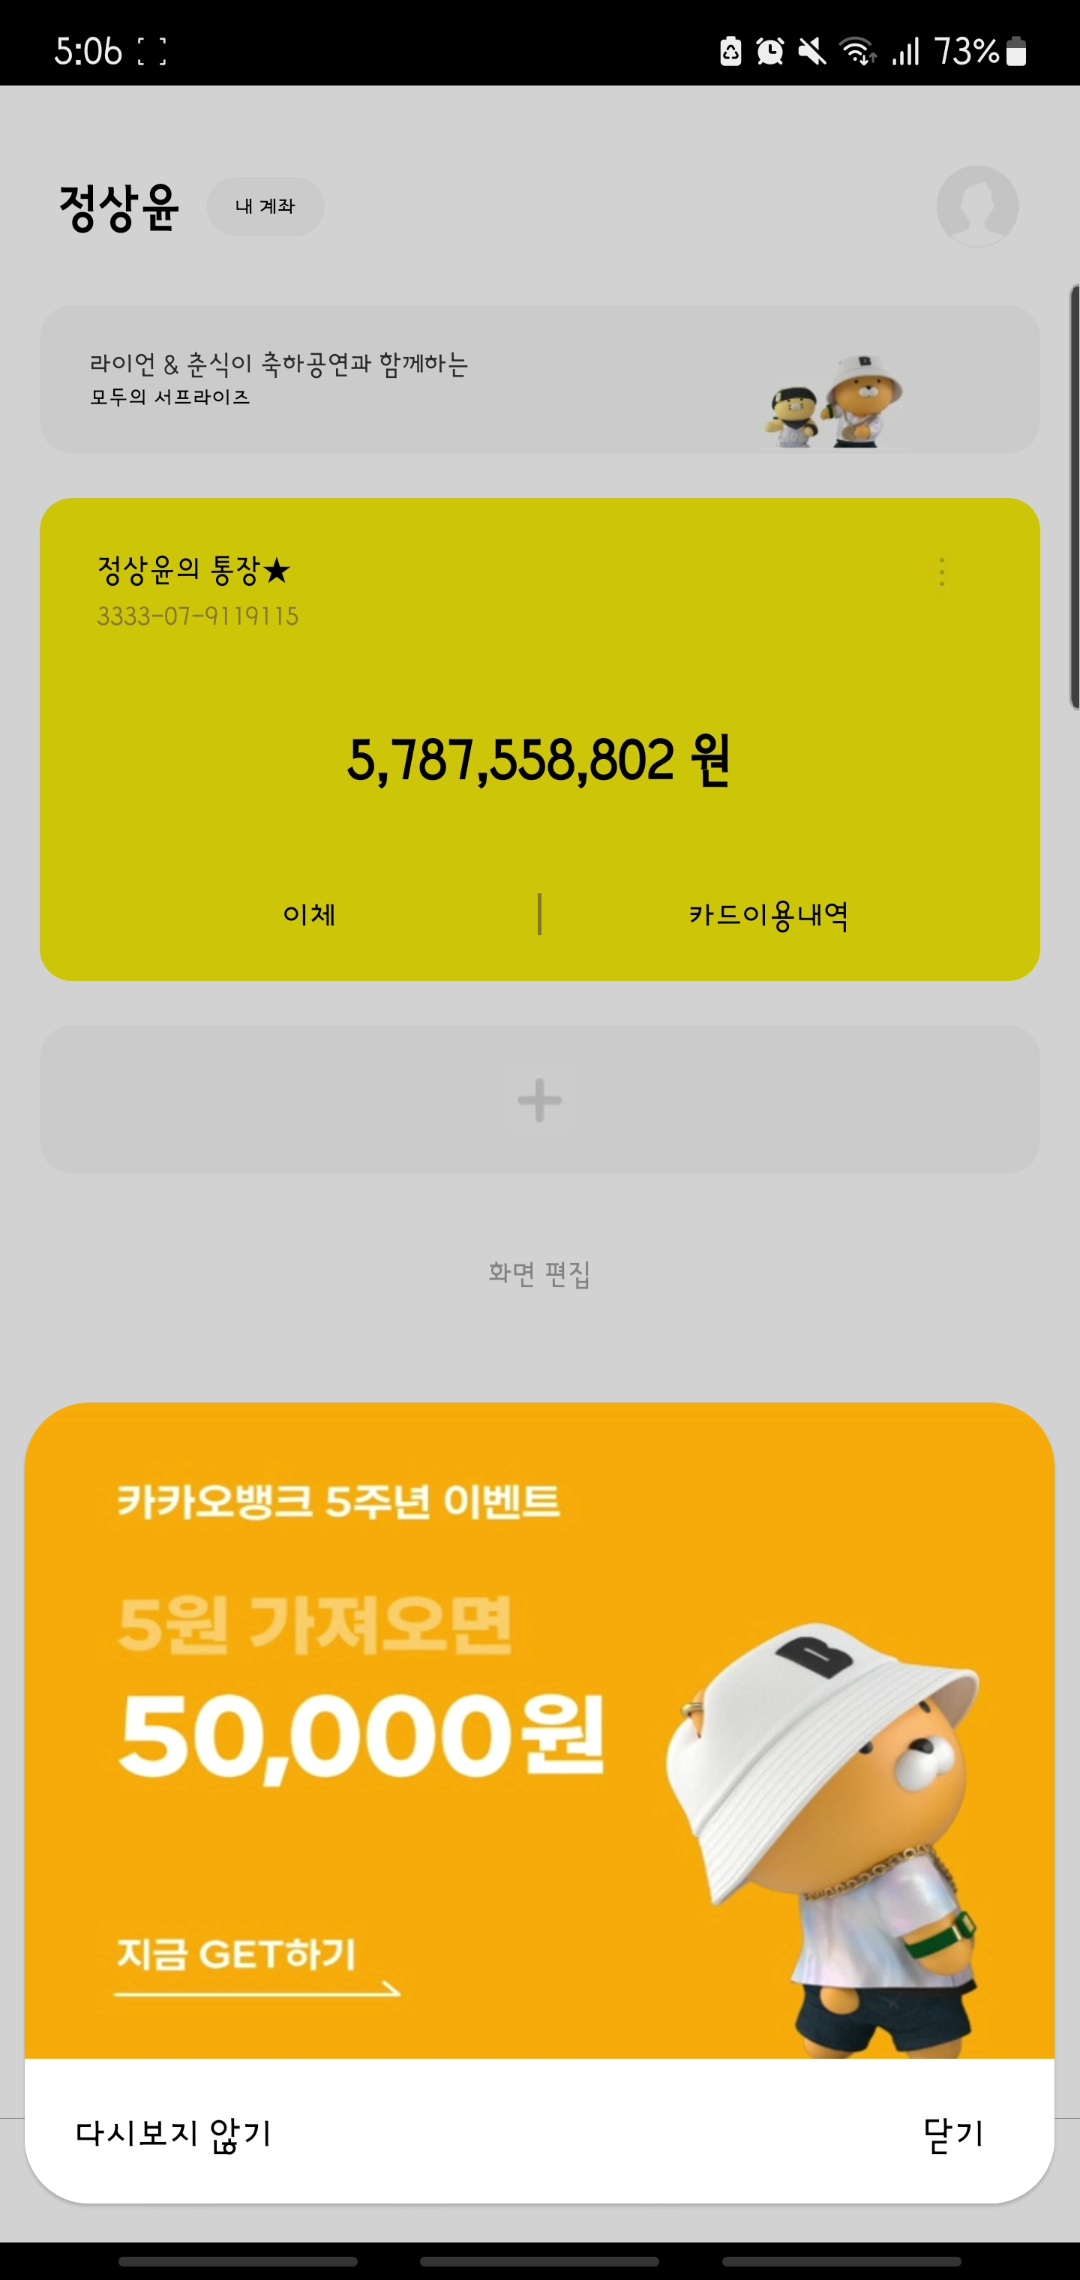 5:06 73%
정상윤 내 계좌
라이언 & 춘식이 축하공연과 함께하는
모두의 서프라이즈
정상윤의 통장★
3333-07-9119115
5,787,558,802 원
이체 | 카드이용내역
화면 편집
카카오뱅크 5주년 이벤트
5원 가져오면
50,000원
지금 GET하기
B
다시보지 않기 닫기